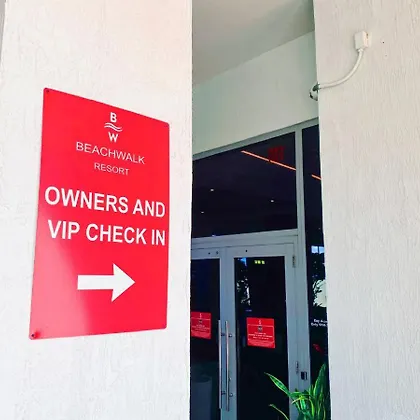 B
W
BEACHWALK
RESORT
OWNERS AND
VIP CHECK IN